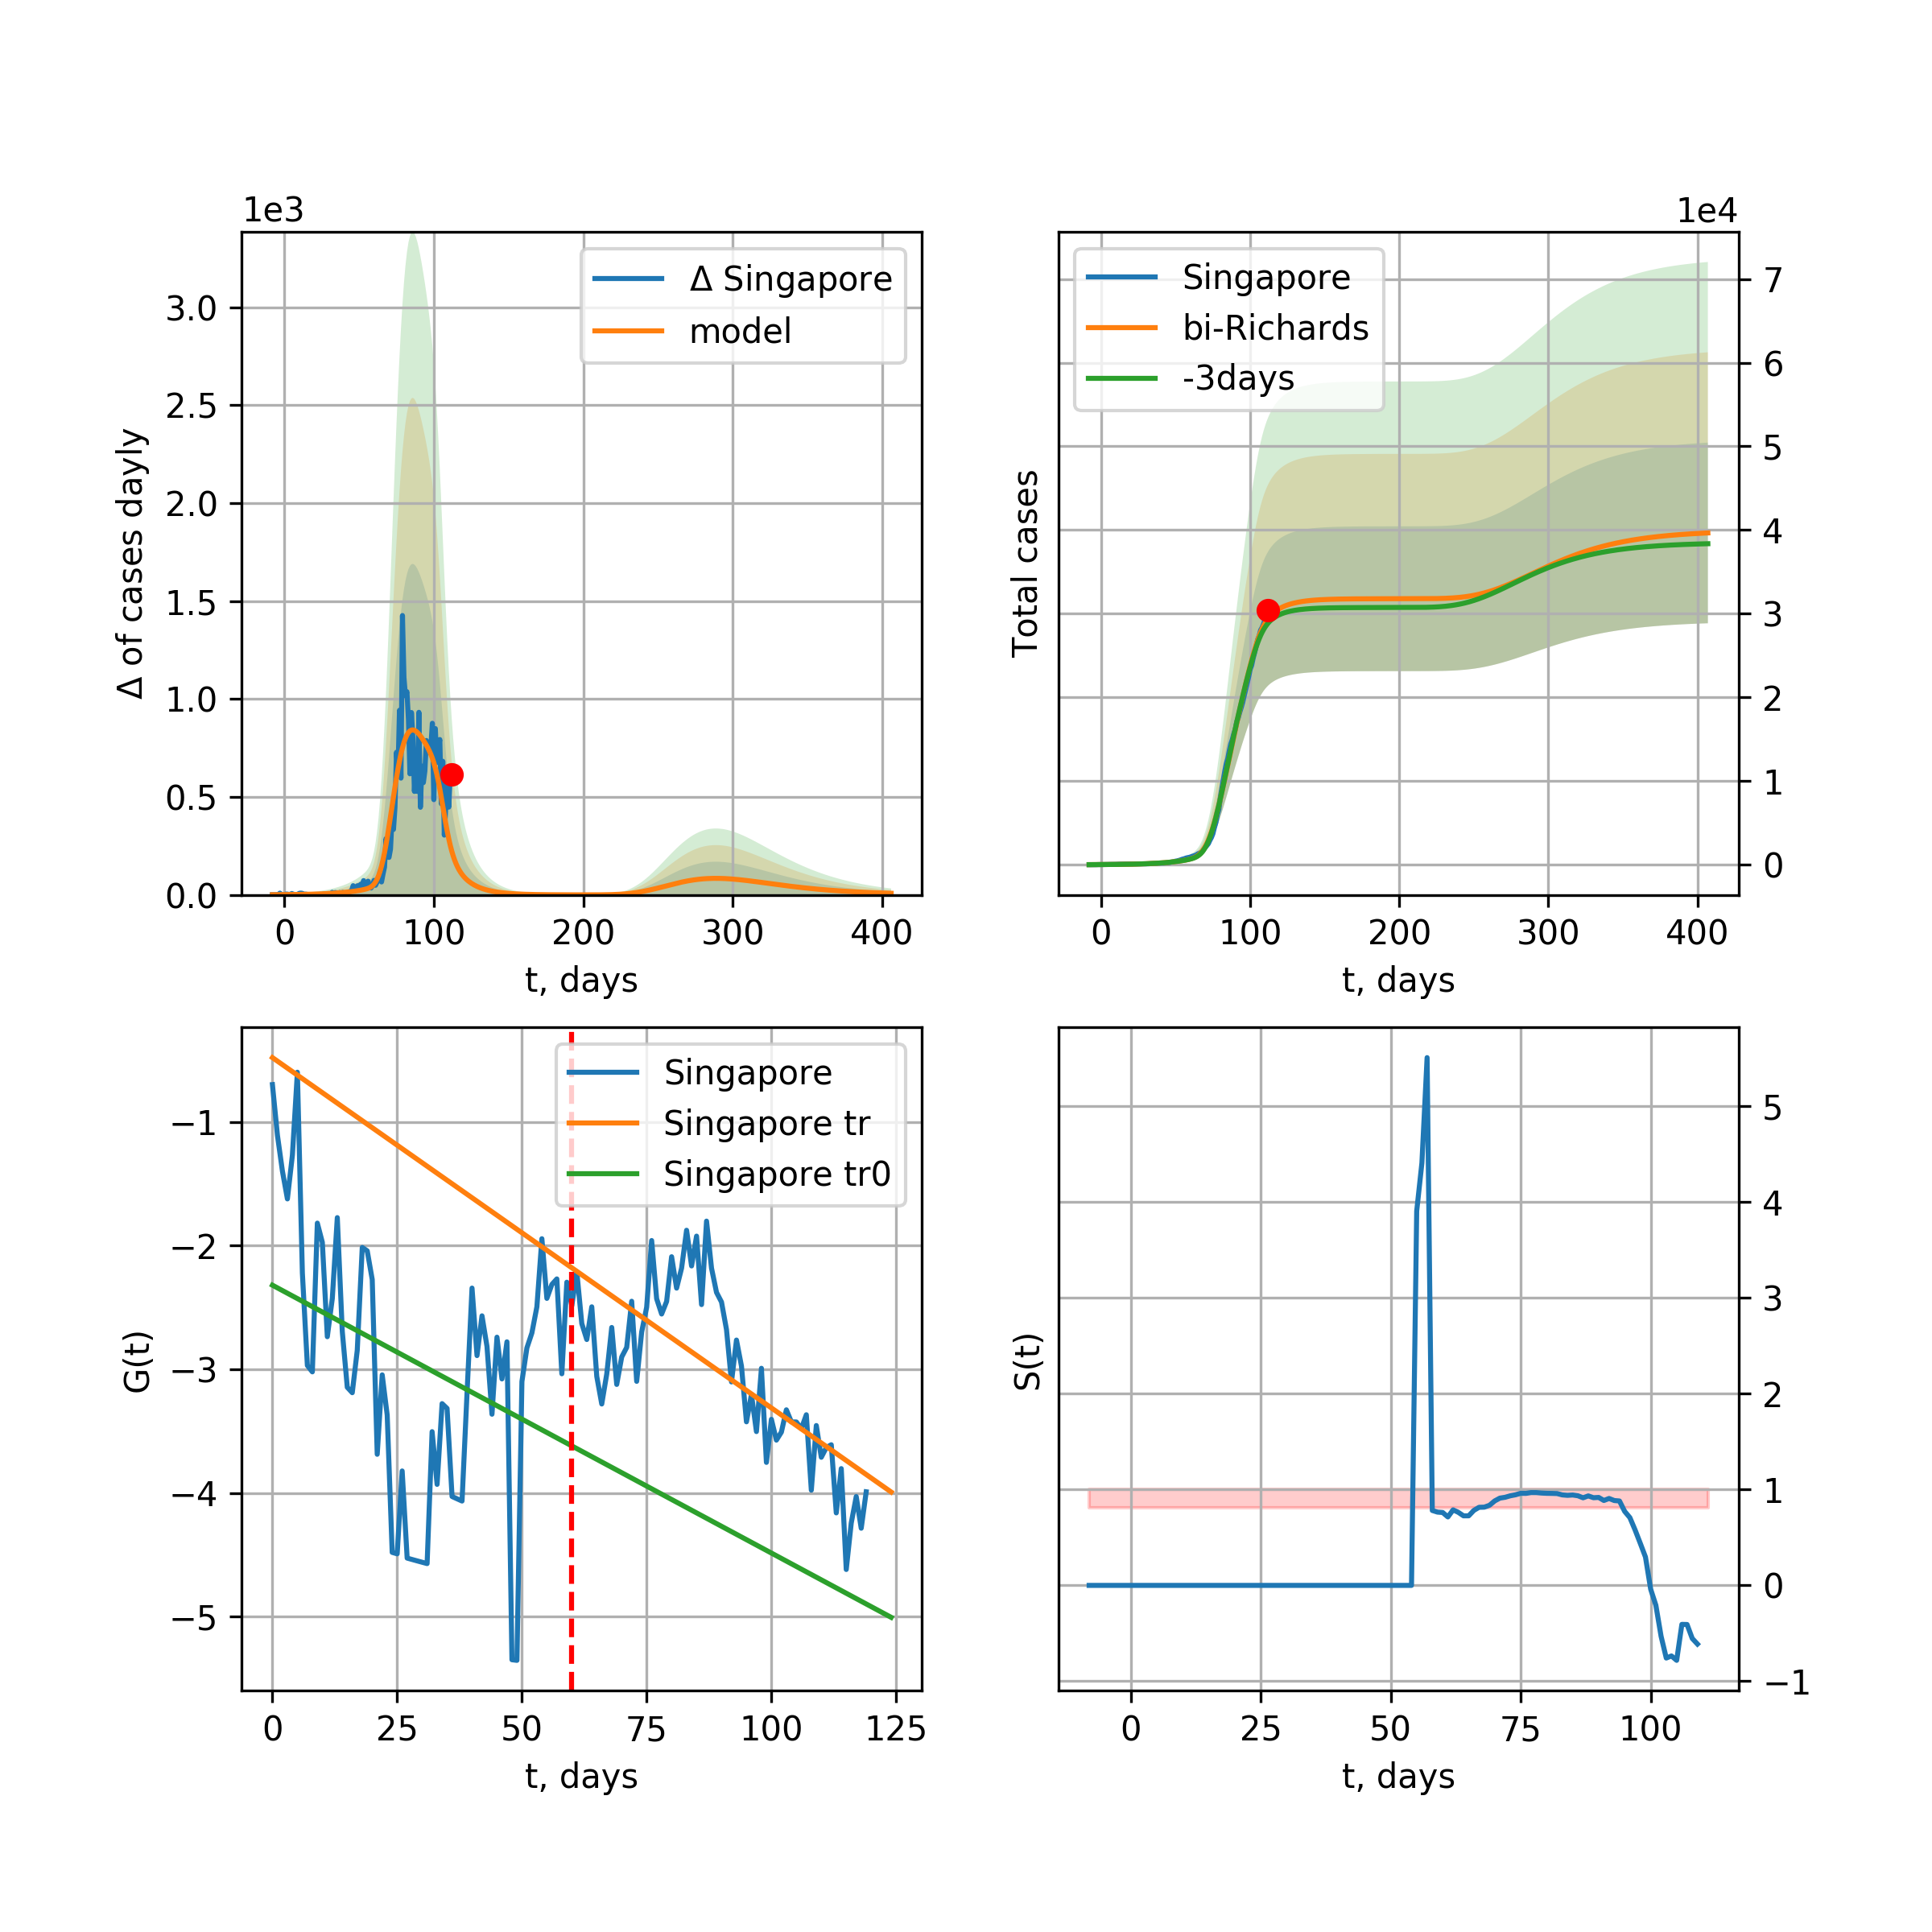 1e3
Δ Singapore
model
3.0
2.5
2.0
1.5
1.0
0.5
0.0
Δ of cases dayly
0 100 200 300 400
t, days
1e4
Singapore
bi-Richards
-3days
7
6
5
4
3
2
1
0
Total cases
0 100 200 300 400
t, days
Singapore
Singapore tr
Singapore tr0
−1
−2
−3
−4
−5
G(t)
0 25 50 75 100 125
t, days
5
4
3
2
1
0
−1
S(t)
0 25 50 75 100
t, days